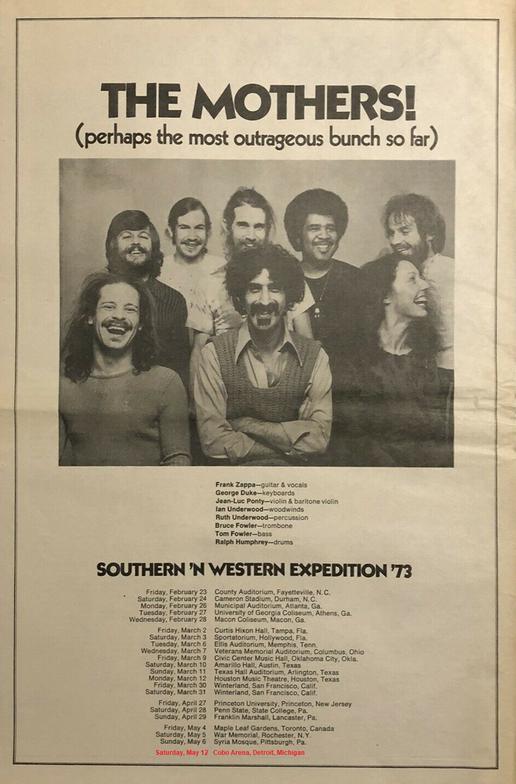 THE MOTHERS!
(perhaps the most outrageous bunch so far)
Frank Zappa—guitar & vocals
George Duke—keyboards
Jean-Luc Ponty—violin & baritone violin
Ian Underwood—woodwinds
Ruth Underwood—percussion
Bruce Fowler—trombone
Tom Fowler—bass
Ralph Humphrey—drums
SOUTHERN 'N WESTERN EXPEDITION '73
Friday, February 23 County Auditorium, Fayetteville, N.C.
Saturday, February 24 Cameron Stadium, Durham, N.C.
Monday, February 26 Municipal Auditorium, Atlanta, Ga.
Tuesday, February 27 University of Georgia Coliseum, Athens, Ga.
Wednesday, February 28 Macon Coliseum, Macon, Ga.
Friday, March 2 Curtis Hixon Hall, Tampa, Fla.
Saturday, March 3 Sportatorium, Hollywood, Fla.
Tuesday, March 6 Ellis Auditorium, Memphis, Tenn.
Wednesday, March 7 Veterans Memorial Auditorium, Columbus, Ohio
Friday, March 9 Civic Center Music Hall, Oklahoma City, Okla.
Saturday, March 10 Amarillo Hall, Austin, Texas
Sunday, March 11 Texas Hall Auditorium, Arlington, Texas
Monday, March 12 Houston Music Theatre, Houston, Texas
Friday, March 30 Winterland, San Francisco, Calif.
Saturday, March 31 Winterland, San Francisco, Calif.
Friday, April 27 Princeton University, Princeton, New Jersey
Saturday, April 28 Penn State, State College, Pa.
Sunday, April 29 Franklin Marshall, Lancaster, Pa.
Friday, May 4 Maple Leaf Gardens, Toronto, Canada
Saturday, May 5 War Memorial, Rochester, N.Y
Sunday, May 6 Syria Mosque, Pittsburgh, Pa.
Saturday, May 12 Cobo Arena, Detroit, Michigan